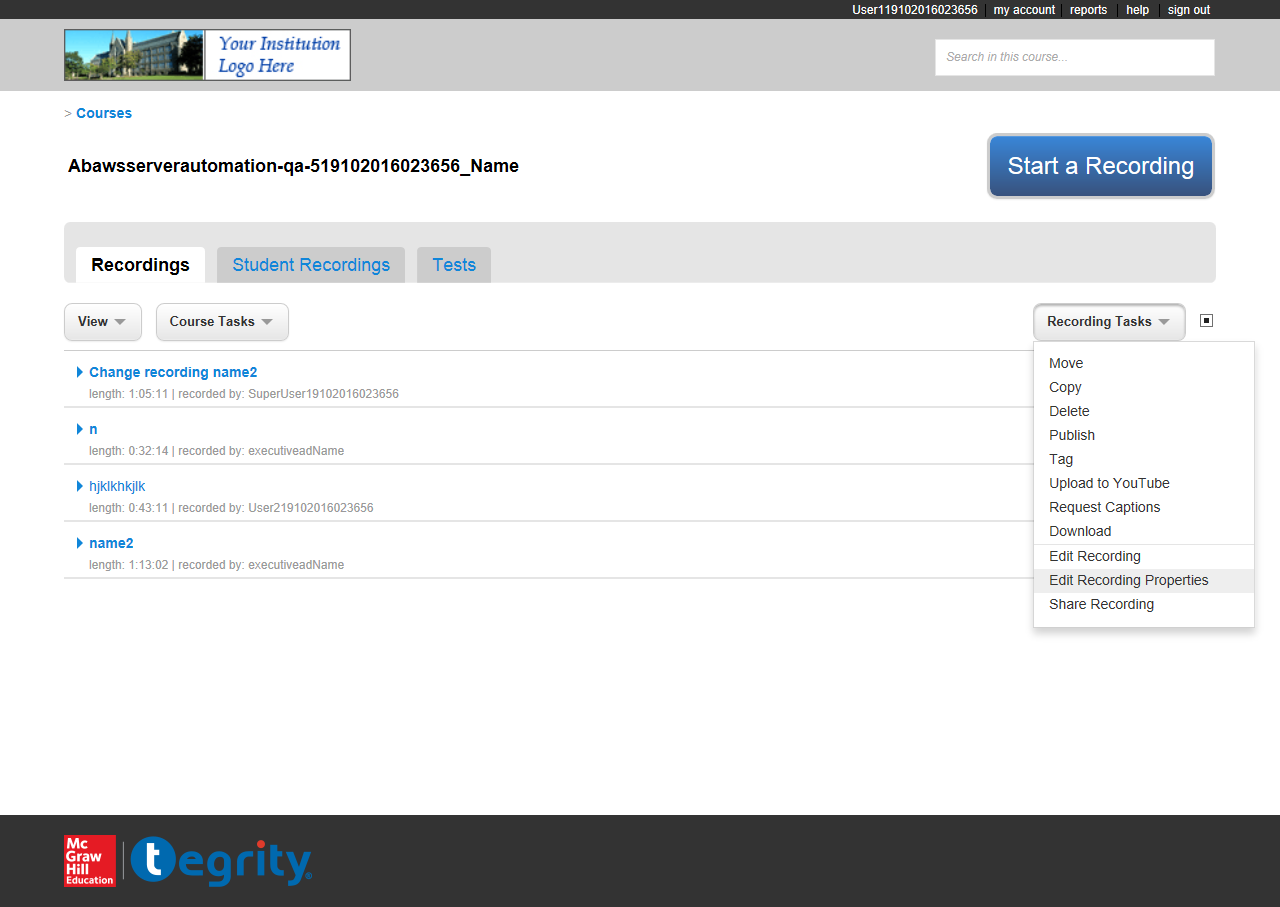 User119102016023656 my account reports help sign out
Your Institution
Logo Here
Search in this course...
> Courses
Abawsserverautomation-qa-519102016023656_Name
Start a Recording
Recordings Student Recordings Tests
View Course Tasks Recording Tasks
Change recording name2
length: 1:05:11 | recorded by: SuperUser19102016023656
n
length: 0:32:14 | recorded by: executiveadName
hjklkhkjlk
length: 0:43:11 | recorded by: User219102016023656
name2
length: 1:13:02 | recorded by: executiveadName
Move
Copy
Delete
Publish
Tag
Upload to YouTube
Request Captions
Download
Edit Recording
Edit Recording Properties
Share Recording
Mc
Graw
Hill
Education
tegrity